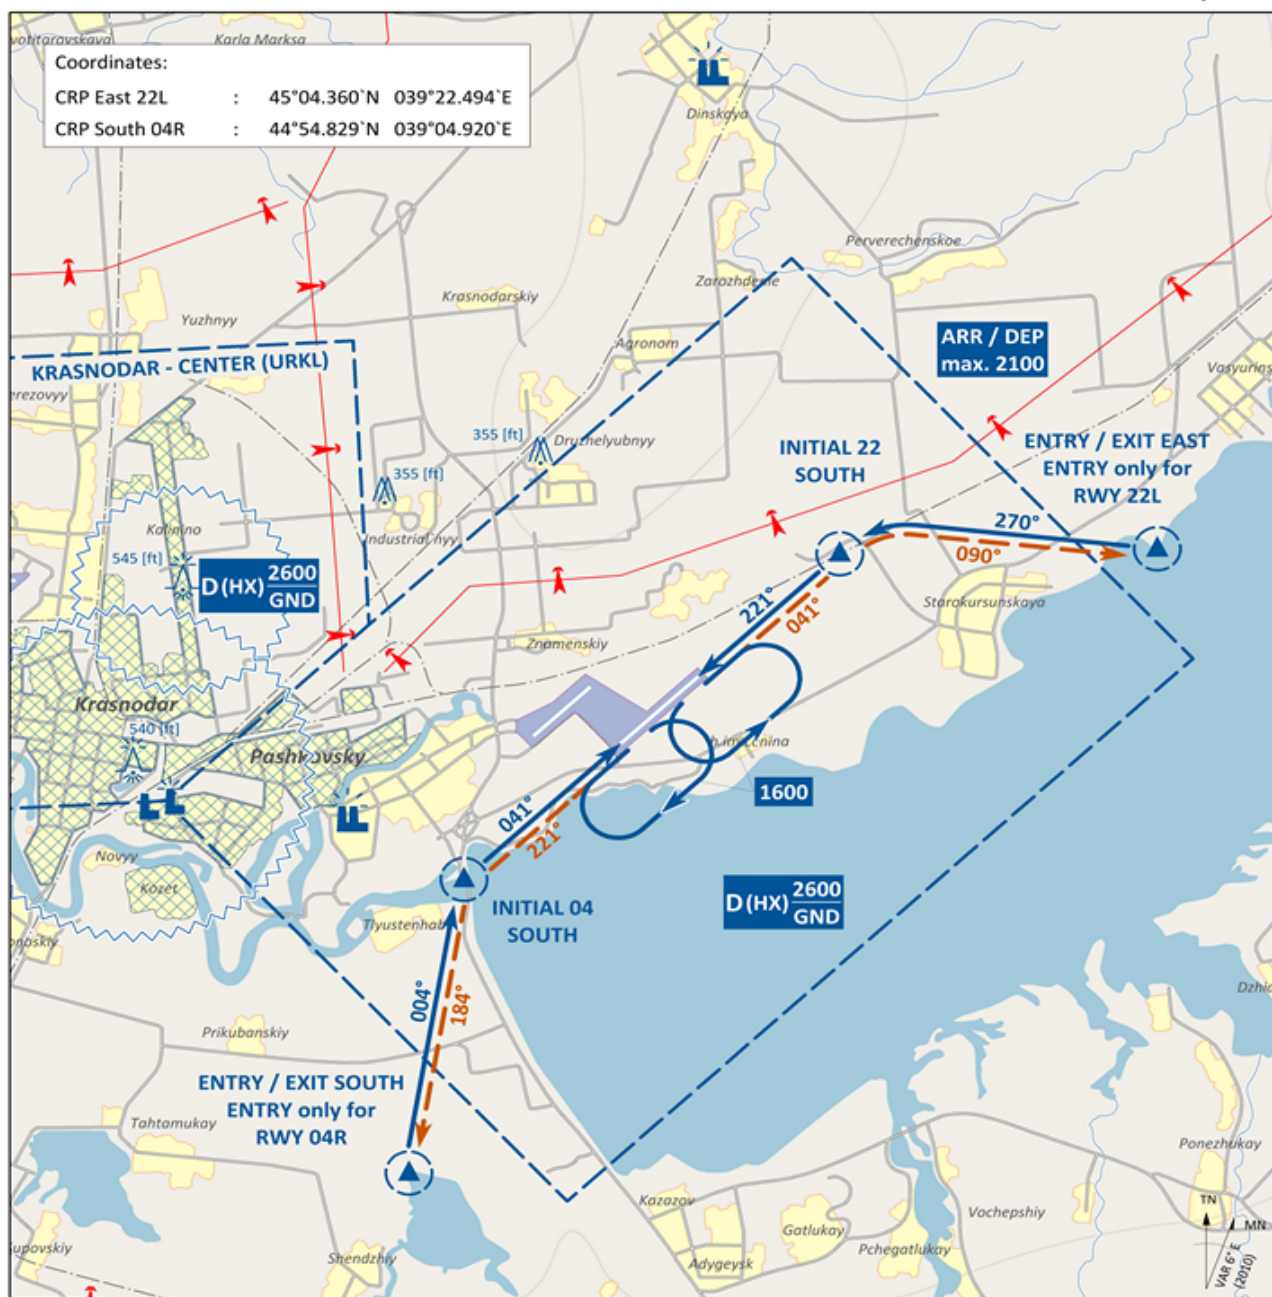 Karla Marksa
Coordinates:
CRP East 22L : 45°04.360`N 039°22.494`E
CRP South 04R : 44°54.829`N 039°04.920`E
Dinskaya
Perverechenskoe
Zarozhdenie
Krasnodarskiy
Yuzhnyy
Agronom
ARR / DEP
max. 2100
KRASNODAR - CENTER (URKL)
355 [ft]
Druzhelyubnyy
355 [ft]
INITIAL 22
SOUTH
ENTRY / EXIT EAST
ENTRY only for
RWY 22L
Kalinino
Industrial'nyy
545 [ft]
270°
090°
D (HX) 2600
GND
221°
041°
Starokursunskaya
Znamenskiy
Krasnodar
540 [ft]
Pashkovsky
1600
041°
221°
Novyy
Kozet
INITIAL 04
SOUTH
D (HX) 2600
GND
004°
184°
Prikubanskiy
ENTRY / EXIT SOUTH
ENTRY only for
RWY 04R
Tahtamukay
Ponezhukay
Kazazov
Gatlukay
Vochepshiy
Pchegatlukay
Adygeysk
Shendzhiy
TN
MN
VAR 6° E
(2010)